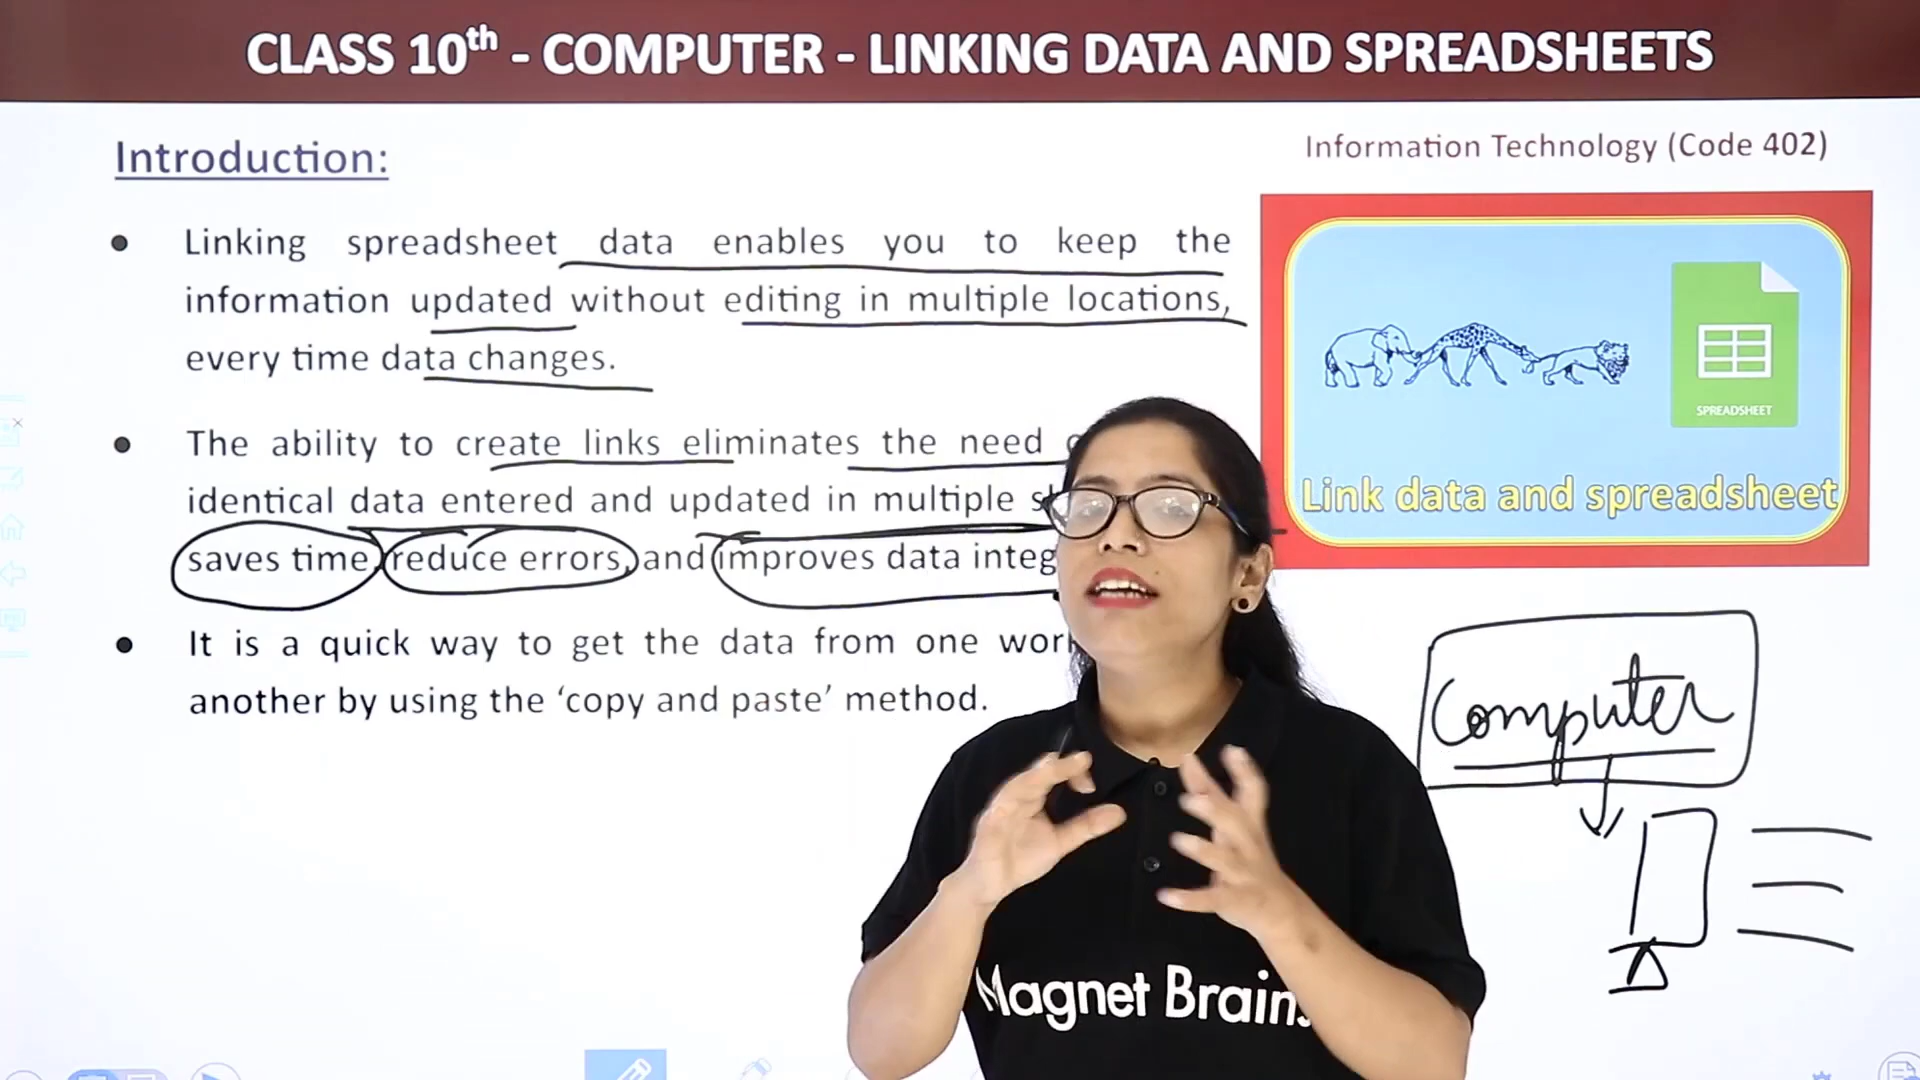 CLASS 10th - COMPUTER - LINKING DATA AND SPREADSHEETS
Introduction:
Information Technology (Code 402)
● Linking spreadsheet data enables you to keep the
information updated without editing in multiple locations,
every time data changes.
● The ability to create links eliminates the need
identical data entered and updated in multiple
saves time, reduce errors, and improves data
● It is a quick way to get the data from one
another by using the ‘copy and paste’ method.
SPREADSHEET
Link data and spreadsheet
Computer
Magnet Brains